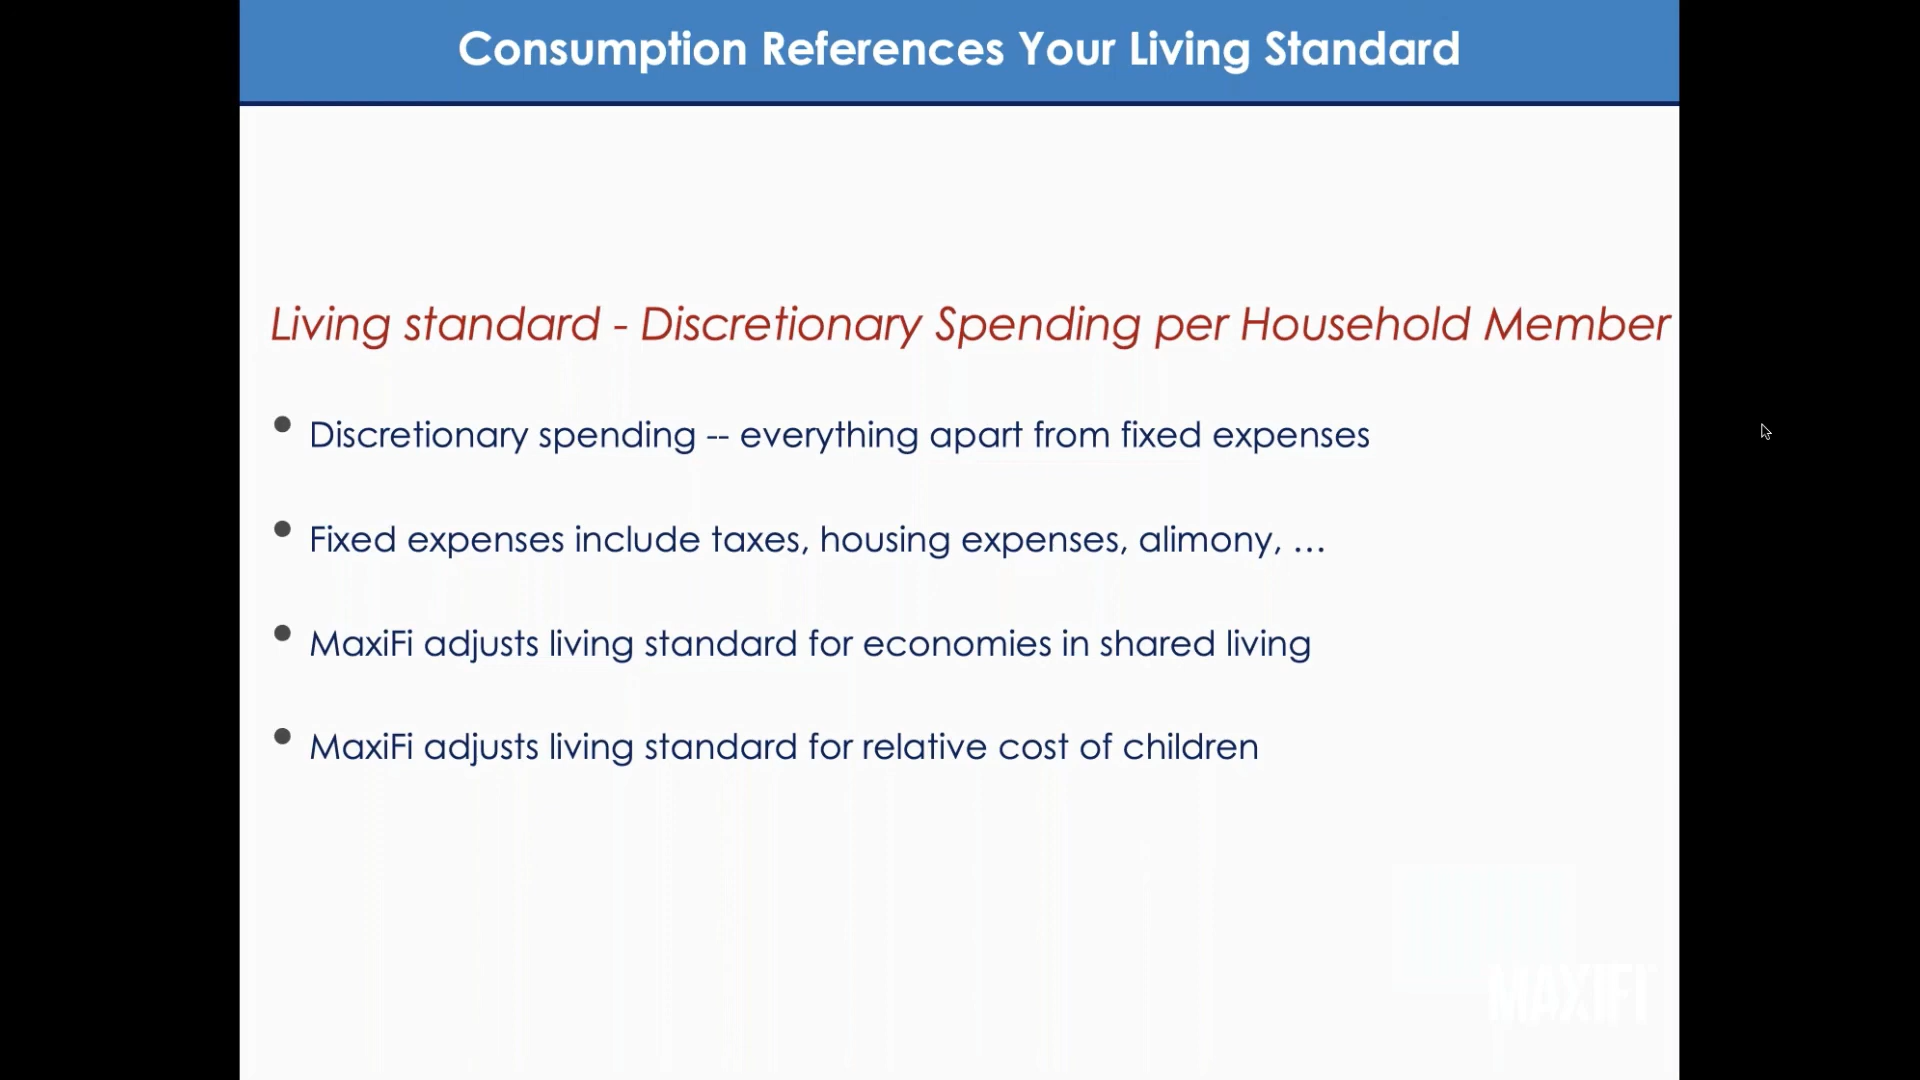 Consumption References Your Living Standard
Living standard - Discretionary Spending per Household Member
• Discretionary spending -- everything apart from fixed expenses
• Fixed expenses include taxes, housing expenses, alimony, …
• MaxiFi adjusts living standard for economies in shared living
• MaxiFi adjusts living standard for relative cost of children
MAXIFI